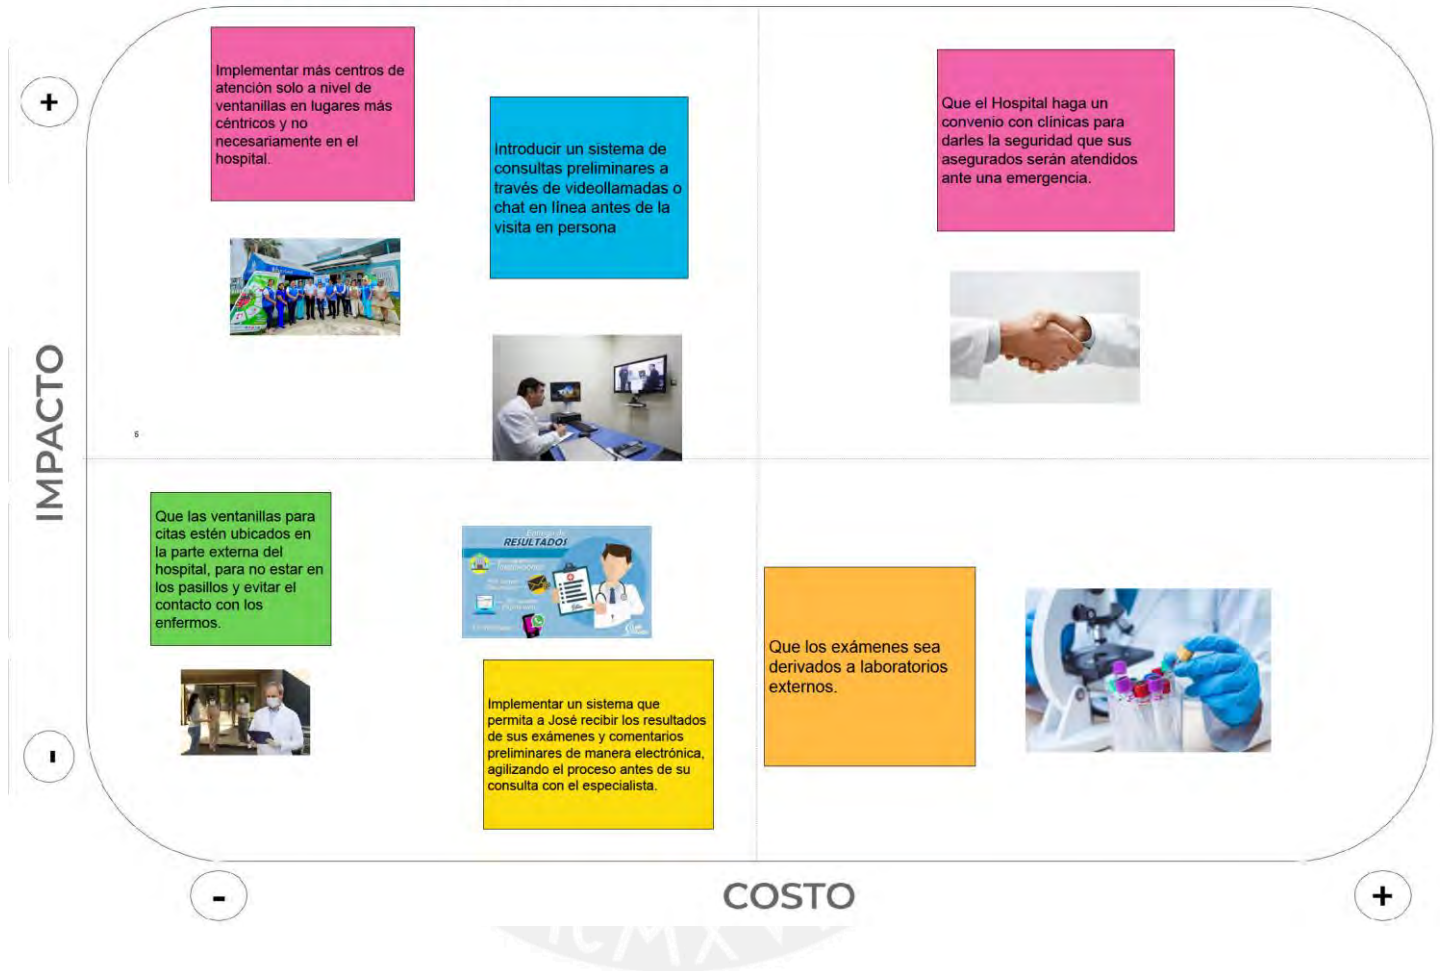 +
Implementar más centros de
atención solo a nivel de
ventanillas en lugares más
céntricos y no
necesariamente en el
hospital.
Introducir un sistema de
consultas preliminares a
través de videollamadas o
chat en línea antes de la
visita en persona
Que el Hospital haga un
convenio con clínicas para
darles la seguridad que sus
asegurados serán atendidos
ante una emergencia.
IMPACTO
Que las ventanillas para
citas estén ubicados en
la parte externa del
hospital, para no estar en
los pasillos y evitar el
contacto con los
enfermos.
RESULTADOS
Implementar un sistema que
permita a José recibir los resultados
de sus exámenes y comentarios
preliminares de manera electrónica,
agilizando el proceso antes de su
consulta con el especialista.
Que los exámenes sea
derivados a laboratorios
externos.
-
-
COSTO
+